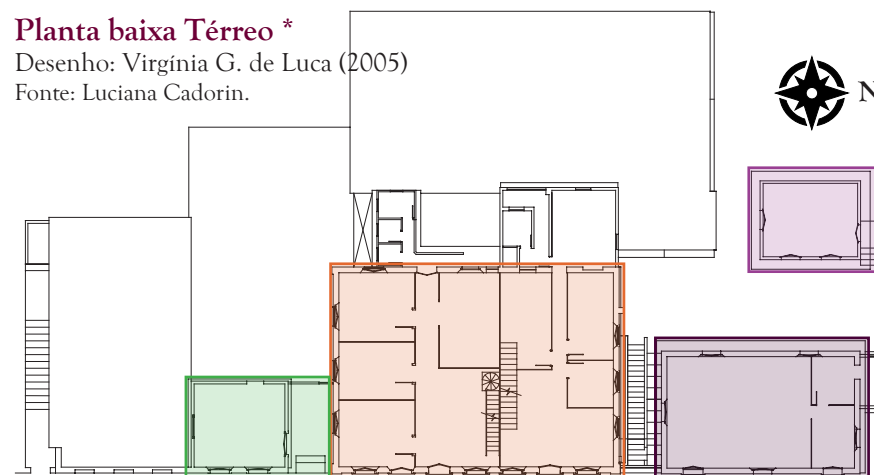 Planta baixa Térreo *
Desenho: Virgínia G. de Luca (2005)
Fonte: Luciana Cadorin.
N